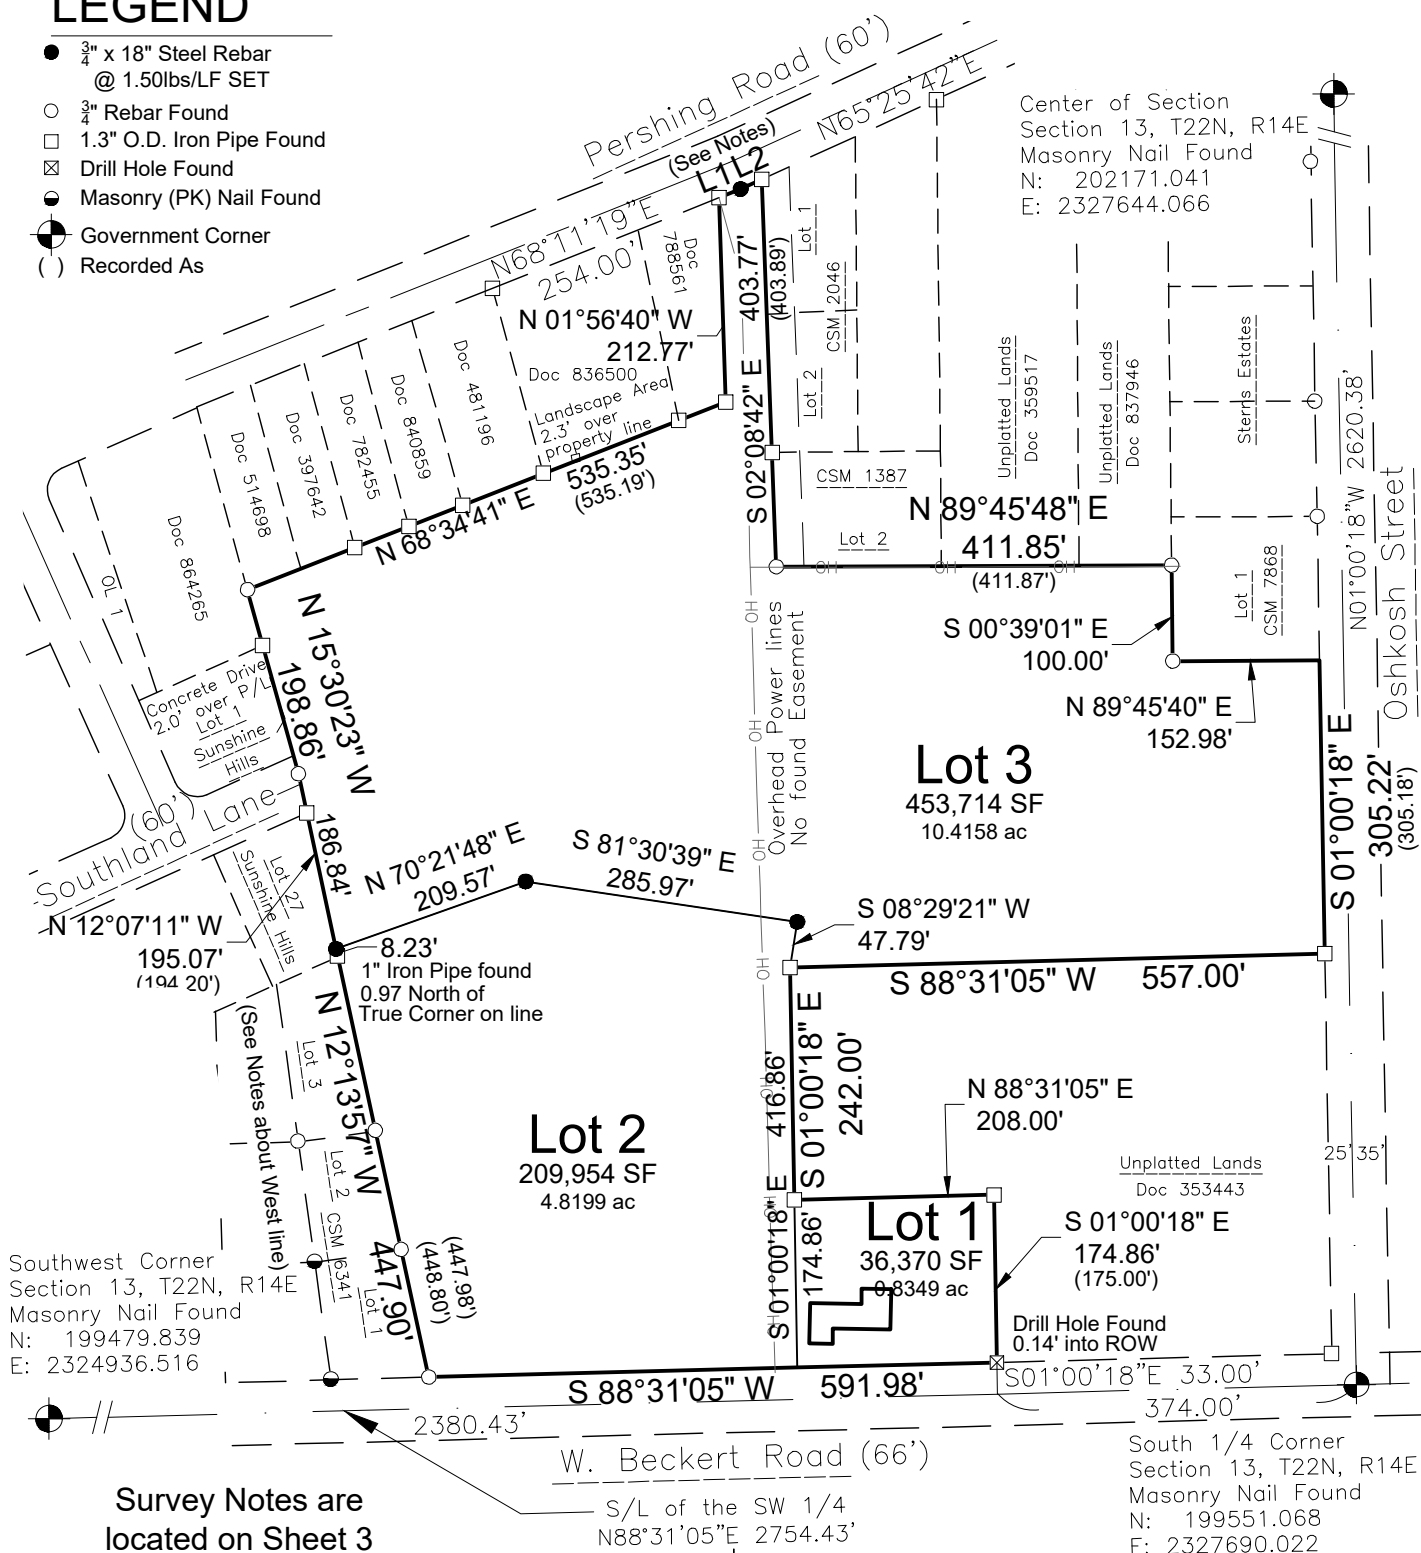 LEGEND
3/4" x 18" Steel Rebar
@ 1.50lbs/LF SET
3/4" Rebar Found
1.3" O.D. Iron Pipe Found
Drill Hole Found
Masonry (PK) Nail Found
Government Corner
( ) Recorded As
Pershing Road (60')
(See Notes)
N65°25'42"E
L1
L2
N68°11'19"E
254.00'
Center of Section
Section 13, T22N, R14E
Masonry Nail Found
N: 202171.041
E: 2327644.066
Doc 788561
N 01°56'40" W
212.77'
403.77'
(403.89')
S 02°08'42" E
Lot 1
CSM 2046
Lot 2
Doc 836500
Landscape Area
2.3' over
property line
535.35'
(535.19')
N 68°34'41" E
Doc 481196
Doc 840859
Doc 782455
Doc 397642
Doc 514698
Doc 864265
OL 1
Unplatted Lands
Doc 359517
Unplatted Lands
Doc 837946
Sterns Estates
N01°00'18"W 2620.38'
Oshkosh Street
CSM 1387
Lot 2
N 89°45'48" E
411.85'
(411.87')
OH
OH
OH
Lot 1
CSM 7868
S 00°39'01" E
100.00'
N 89°45'40" E
152.98'
N 15°30'23" W
198.86'
Concrete Drive
2.0' over P/L
Lot 1
Sunshine
Hills
Overhead Power lines
No found Easement
OH
OH
OH
OH
OH
OH
OH
Lot 3
453,714 SF
10.4158 ac
S 01°00'18" E
305.22'
(305.18')
Southland Lane
(60')
186.84'
Lot 27
Sunshine Hills
N 12°07'11" W
195.07'
(194.20')
N 70°21'48" E
209.57'
S 81°30'39" E
285.97'
S 08°29'21" W
47.79'
8.23'
1" Iron Pipe found
0.97 North of
True Corner on line
S 88°31'05" W 557.00'
(See Notes about West line)
N 12°13'57" W
447.90'
(448.80')
(447.98')
Lot 3
Lot 2
CSM 6341
Lot 1
S 01°00'18" E 416.86'
S 01°00'18" E
242.00'
174.86'
N 88°31'05" E
208.00'
Lot 2
209,954 SF
4.8199 ac
Unplatted Lands
Doc 353443
25'
35'
Lot 1
36,370 SF
0.8349 ac
S 01°00'18" E
174.86'
(175.00')
Drill Hole Found
0.14' into ROW
Southwest Corner
Section 13, T22N, R14E
Masonry Nail Found
N: 199479.839
E: 2324936.516
S 88°31'05" W 591.98'
S01°00'18"E 33.00'
374.00'
2380.43'
W. Beckert Road (66')
S/L of the SW 1/4
N88°31'05"E 2754.43'
South 1/4 Corner
Section 13, T22N, R14E
Masonry Nail Found
N: 199551.068
E: 2327690.022
Survey Notes are
located on Sheet 3